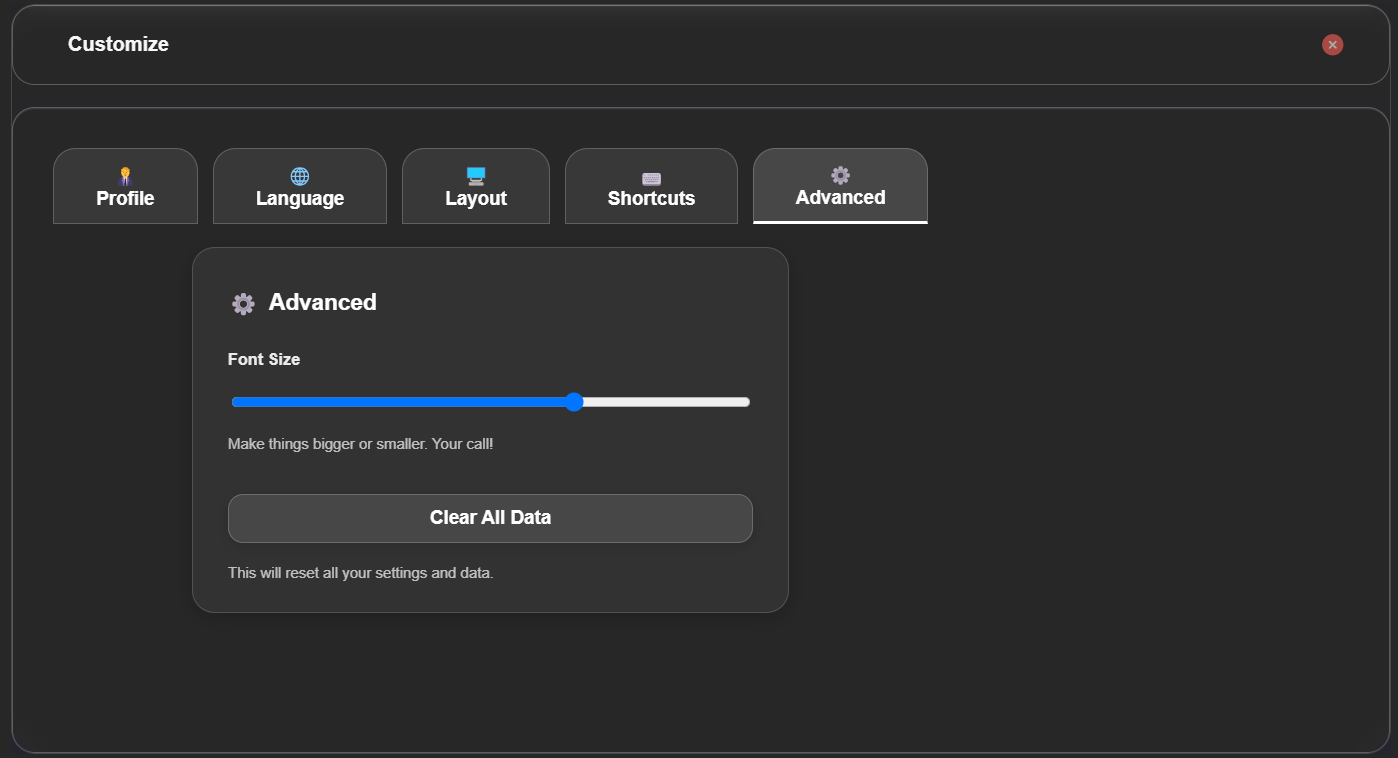 Customize
Profile
Language
Layout
Shortcuts
Advanced
Advanced
Font Size
Make things bigger or smaller. Your call!
Clear All Data
This will reset all your settings and data.